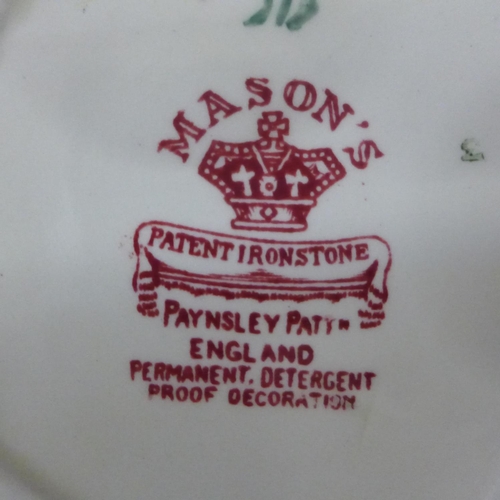 MASON'S
PATENT IRONSTONE
PAYNSLEY PATTN
ENGLAND
PERMANENT. DETERGENT
PROOF DECORATION